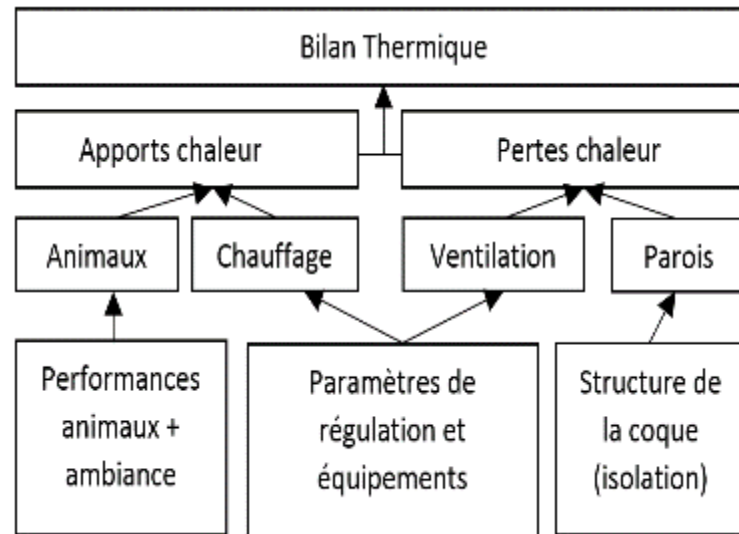 Bilan Thermique
Apports chaleur
Pertes chaleur
Animaux
Chauffage
Ventilation
Parois
Performances
animaux +
ambiance
Paramètres de
régulation et
équipements
Structure de
la coque
(isolation)